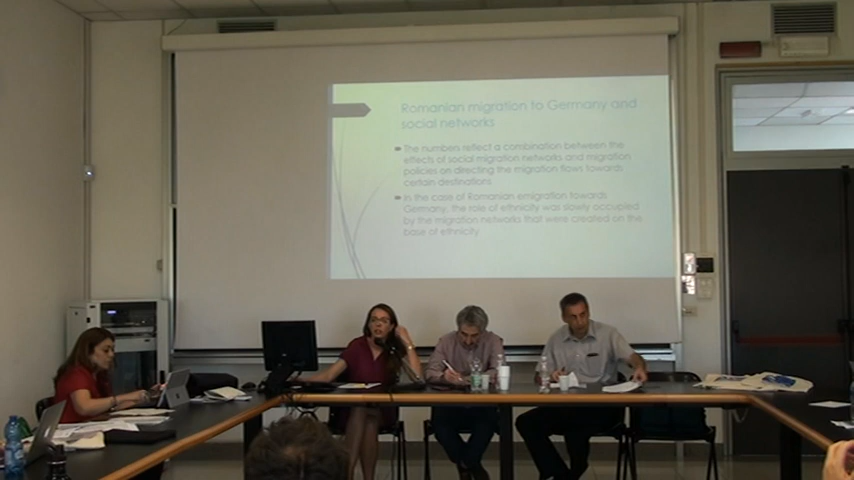 Romanian migration to Germany and
social networks
The numbers reflect a combination between the
effects of social migration networks and migration
policies on directing the migration flows towards
certain destinations
In the case of Romanian emigration towards
Germany, the role of ethnicity was slowly occupied
by the migration networks that were created on the
base of ethnicity.